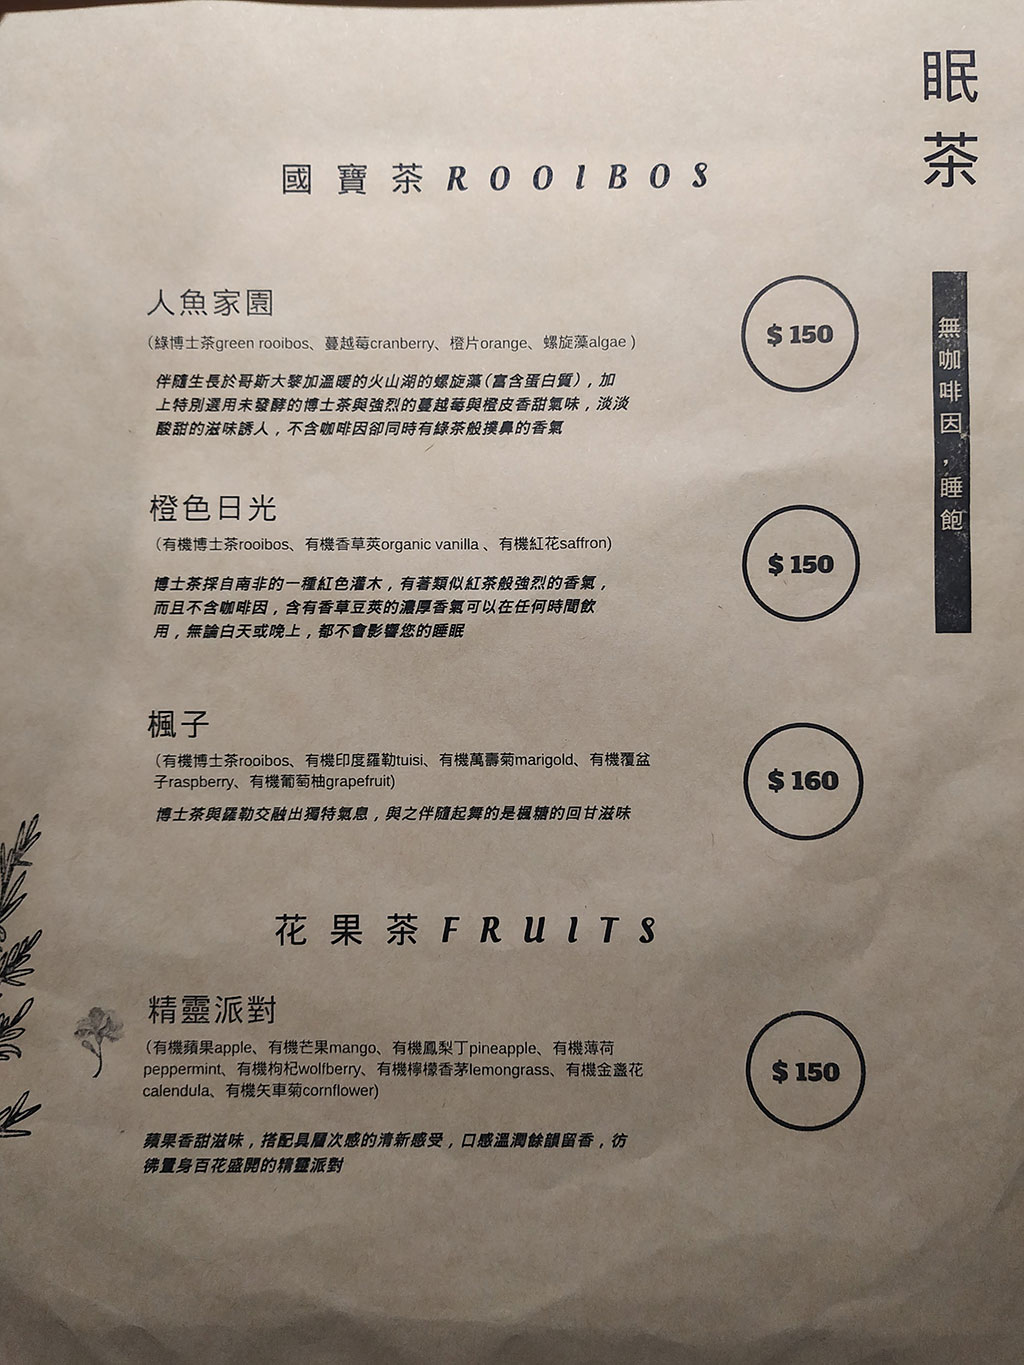 眠茶
無咖啡因，睡飽
國寶茶ROOIBOS
人魚家園
$ 150
（綠博士茶green rooibos、蔓越莓cranberry、橙片orange、螺旋藻algae ）
伴隨生長於哥斯大黎加溫暖的火山湖的螺旋藻（富含蛋白質），加
上特別選用未發酵的博士茶與強烈的蔓越莓與橙皮香甜氣味，淡淡
酸甜的滋味誘人，不含咖啡因卻同時有綠茶般撲鼻的香氣
橙色日光
（有機博士茶rooibos、有機香草莢organic vanilla 、有機紅花saffron)
$ 150
博士茶採自南非的一種紅色灌木，有著類似紅茶般強烈的香氣，
而且不含咖啡因，含有香草豆莢的濃厚香氣可以在任何時間飲
用，無論白天或晚上，都不會影響您的睡眠
楓子
（有機博士茶rooibos、有機印度羅勒tuisi、有機萬壽菊marigold、有機覆盆
子raspberry、有機葡萄柚grapefruit)
$ 160
博士茶與羅勒交融出獨特氣息，與之伴隨起舞的是楓糖的回甘滋味
花果茶FRUITS
精靈派對
（有機蘋果apple、有機芒果mango、有機鳳梨丁pineapple、有機薄荷
peppermint、有機枸杞wolfberry、有機檸檬香茅lemongrass、有機金盞花
calendula、有機矢車菊cornflower)
$ 150
蘋果香甜滋味，搭配具層次感的清新感受，口感溫潤餘韻留香，彷
彿置身百花盛開的精靈派對